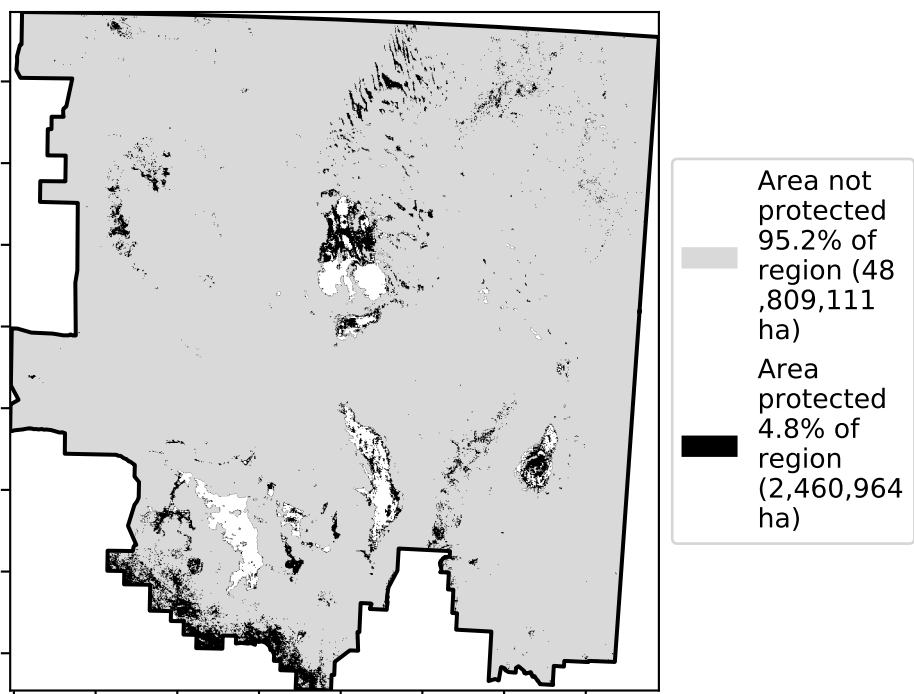 Area not
protected
95.2% of
region (48
,809,111
ha)
Area
protected
4.8% of
region
(2,460,964
ha)